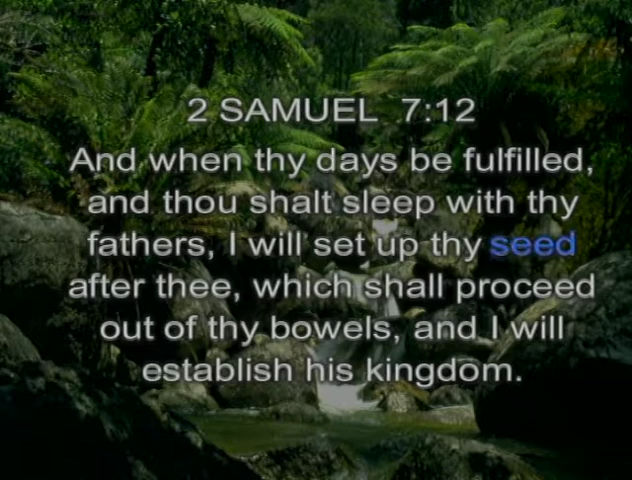 2 SAMUEL 7:12
And when thy days be fulfilled,
and thou shalt sleep with thy
fathers, I will set up thy seed
after thee, which shall proceed
out of thy bowels, and I will
establish his kingdom.